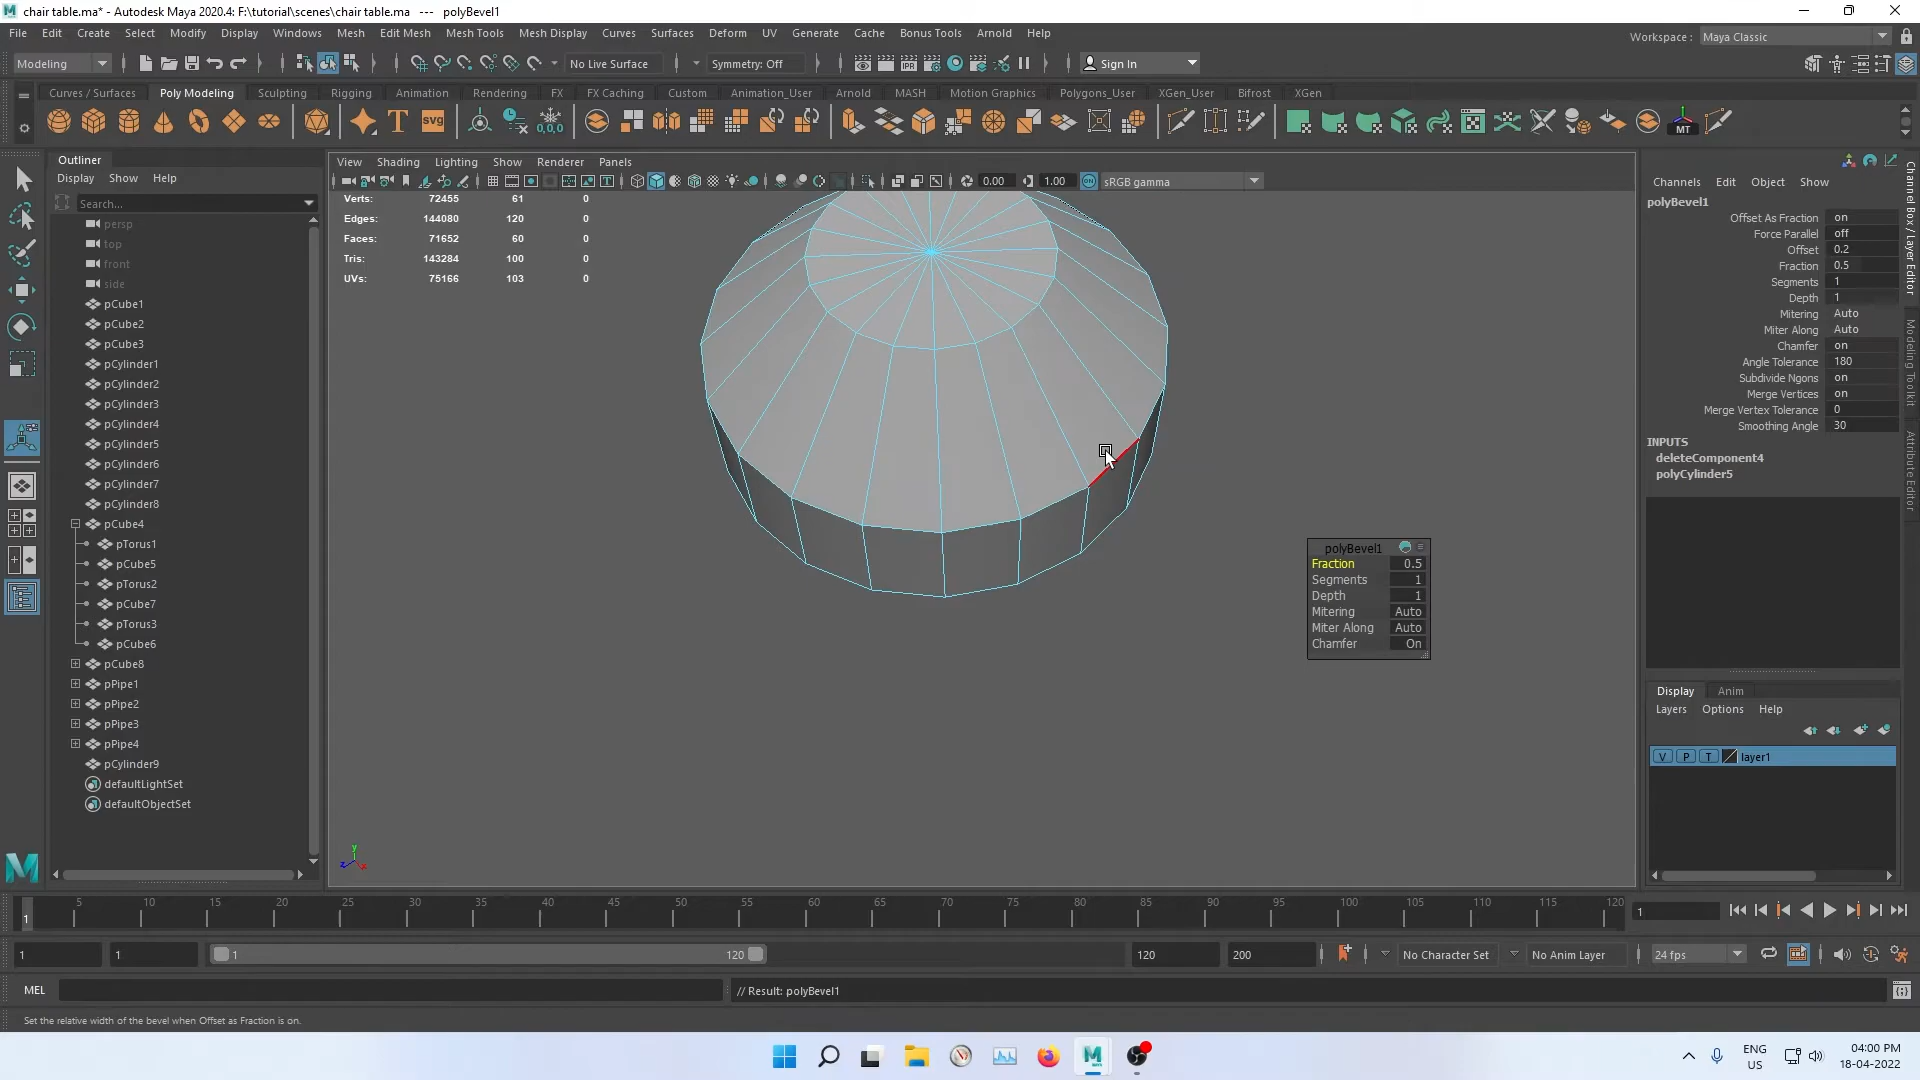 chair table.ma* - Autodesk Maya 2020.4: F:\tutorial\scenes\chair table.ma --- polyBevel1
File Edit Create Select Modify Display Windows Mesh Edit Mesh Mesh Tools Mesh Display Curves Surfaces Deform UV Generate Cache Bonus Tools Arnold Help
Workspace : Maya Classic
Modeling No Live Surface Symmetry: Off Sign In
Curves / Surfaces Poly Modeling Sculpting Rigging Animation Rendering FX FX Caching Custom Animation_User Arnold MASH Motion Graphics Polygons_User XGen_User Bifrost XGen
T svg 0,0,0 MT
Outliner
Display Show Help
Search...
persp
top
front
side
pCube1
pCube2
pCube3
pCylinder1
pCylinder2
pCylinder3
pCylinder4
pCylinder5
pCylinder6
pCylinder7
pCylinder8
pCube4
pTorus1
pCube5
pTorus2
pCube7
pTorus3
pCube6
pCube8
pPipe1
pPipe2
pPipe3
pPipe4
pCylinder9
defaultLightSet
defaultObjectSet
View Shading Lighting Show Renderer Panels
0.00 1.00 sRGB gamma
Verts: 72455 61 0
Edges: 144080 120 0
Faces: 71652 60 0
Tris: 143284 100 0
UVs: 75166 103 0
polyBevel1
Fraction 0.5
Segments 1
Depth 1
Mitering Auto
Miter Along Auto
Chamfer On
y
z x
Channels Edit Object Show
polyBevel1
Offset As Fraction on
Force Parallel off
Offset 0.2
Fraction 0.5
Segments 1
Depth 1
Mitering Auto
Miter Along Auto
Chamfer on
Angle Tolerance 180
Subdivide Ngons on
Merge Vertices on
Merge Vertex Tolerance 0
Smoothing Angle 30
INPUTS
deleteComponent4
polyCylinder5
Channel Box / Layer Editor
Modeling Toolkit
Attribute Editor
Display Anim
Layers Options Help
V P T layer1
1 5 10 15 20 25 30 35 40 45 50 55 60 65 70 75 80 85 90 95 100 105 110 115 120 1
1 1 1 120 120 200 No Character Set No Anim Layer 24 fps
MEL // Result: polyBevel1
Set the relative width of the bevel when Offset as Fraction is on.
ENG
US
04:00 PM
18-04-2022